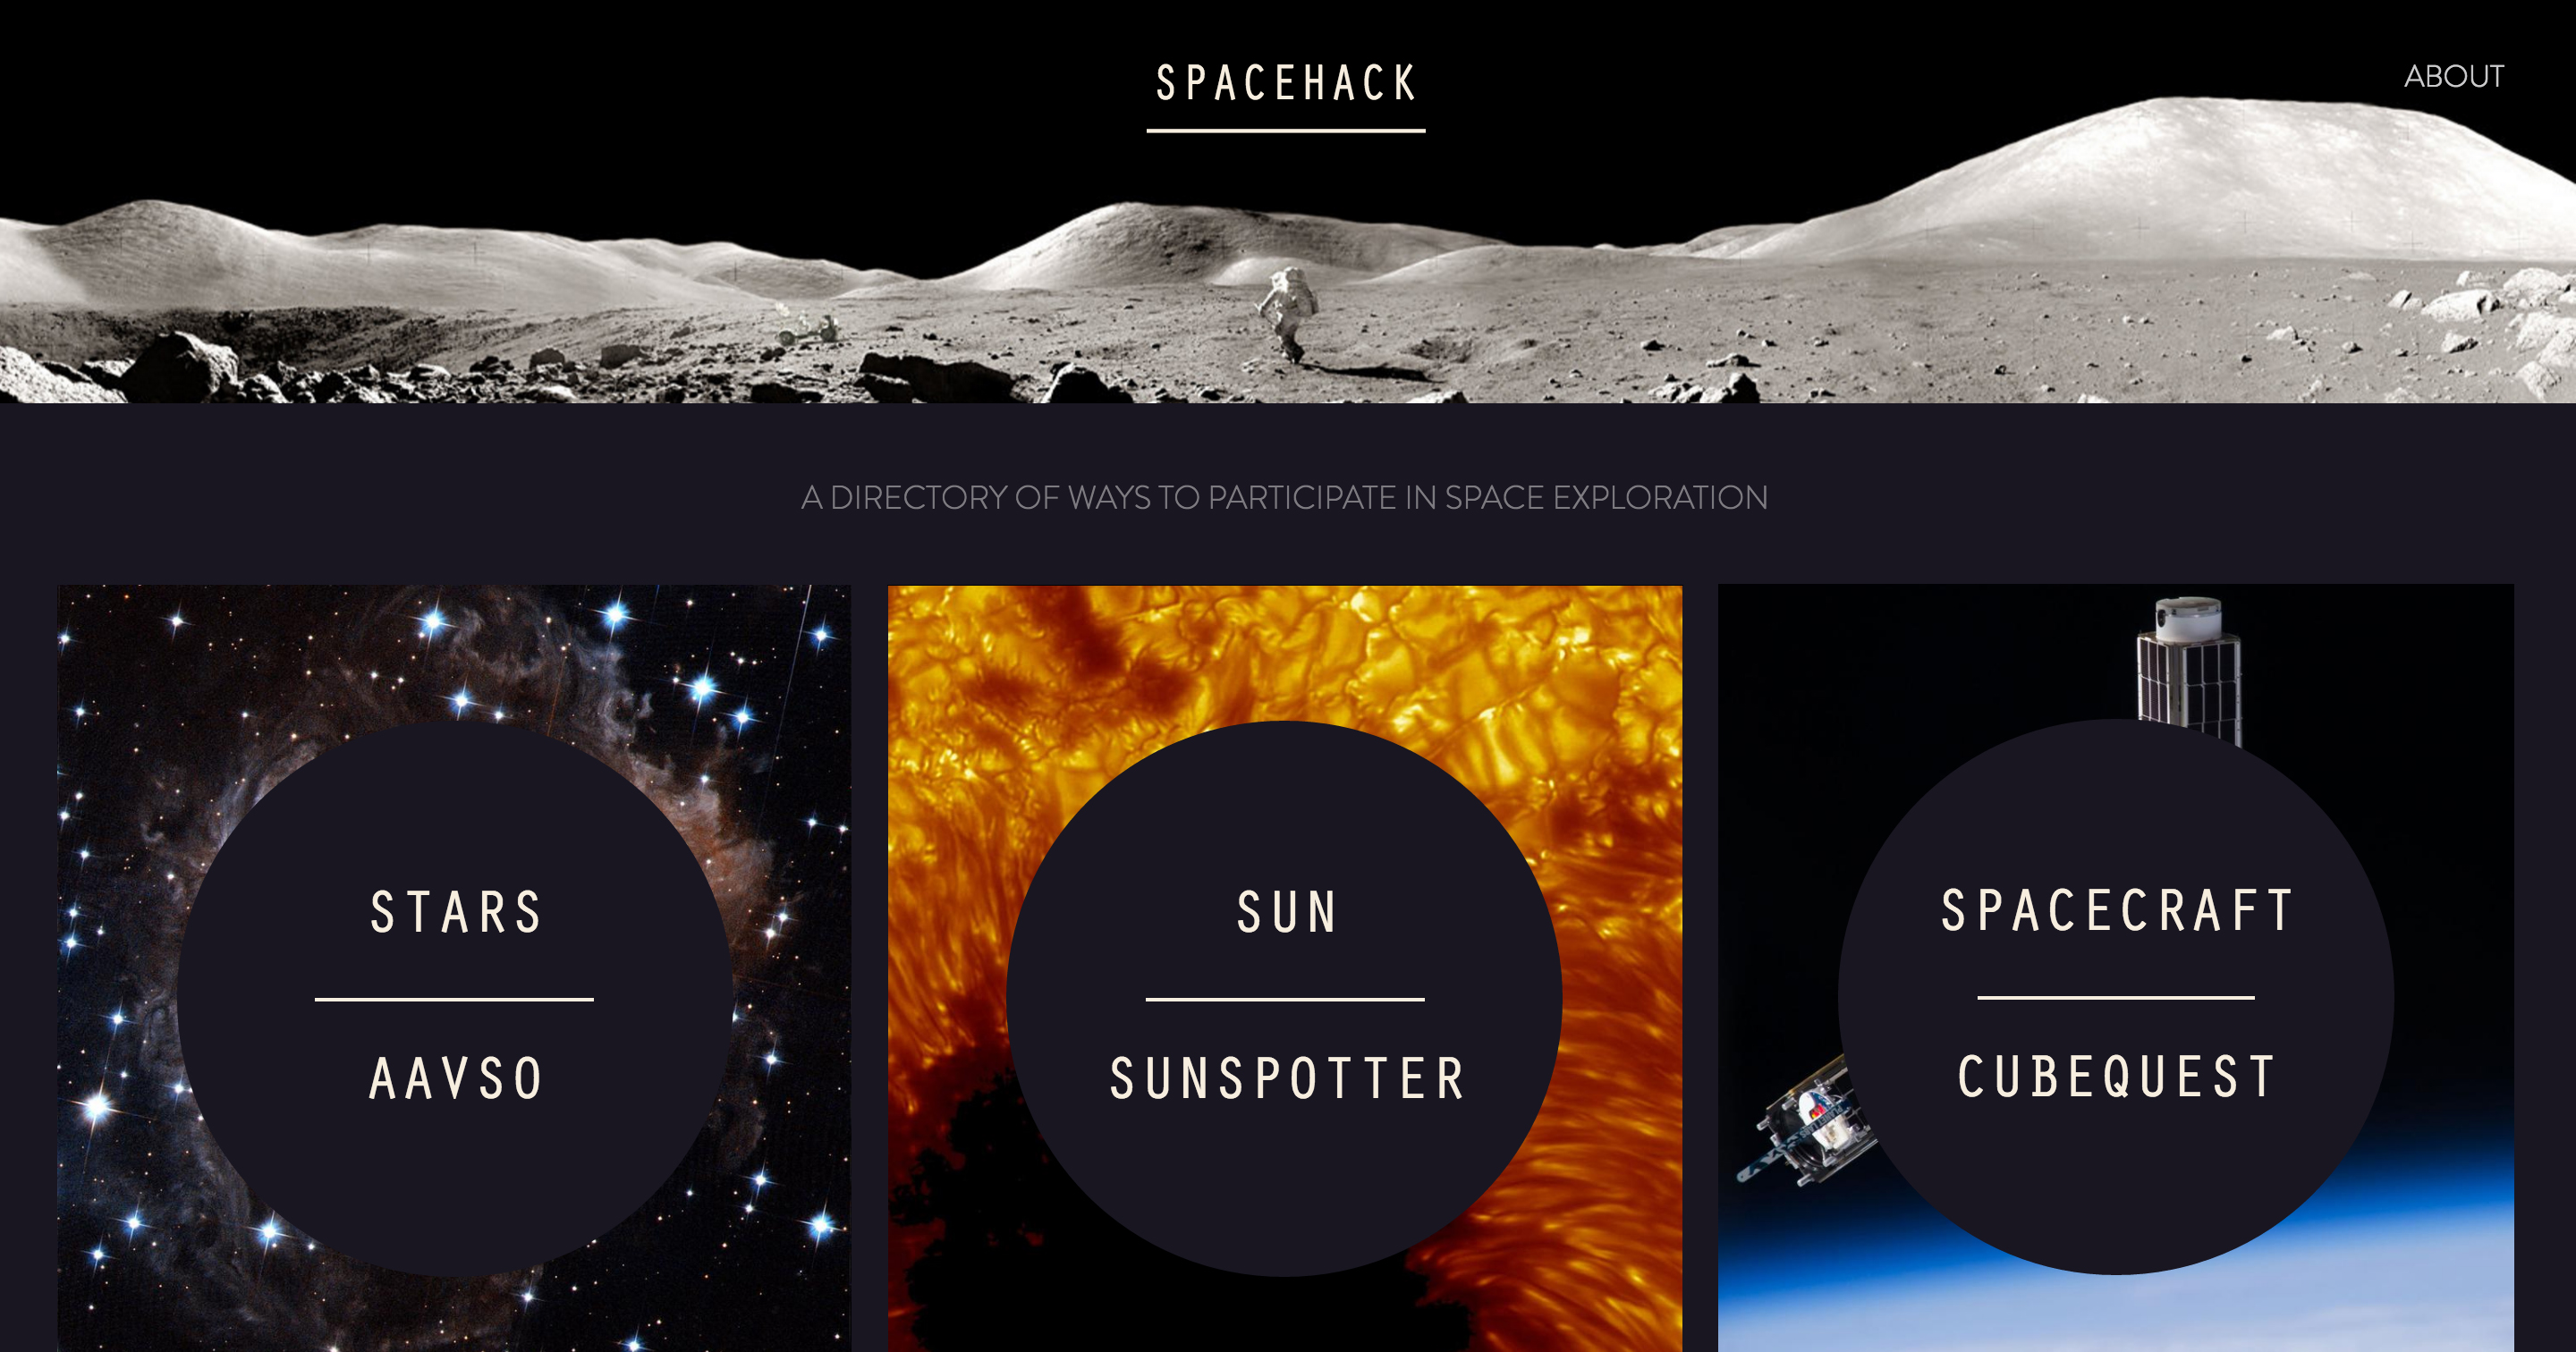 SPACEHACK
ABOUT
A DIRECTORY OF WAYS TO PARTICIPATE IN SPACE EXPLORATION
STARS
AAVSO
SUN
SUNSPOTTER
SPACECRAFT
CUBEQUEST